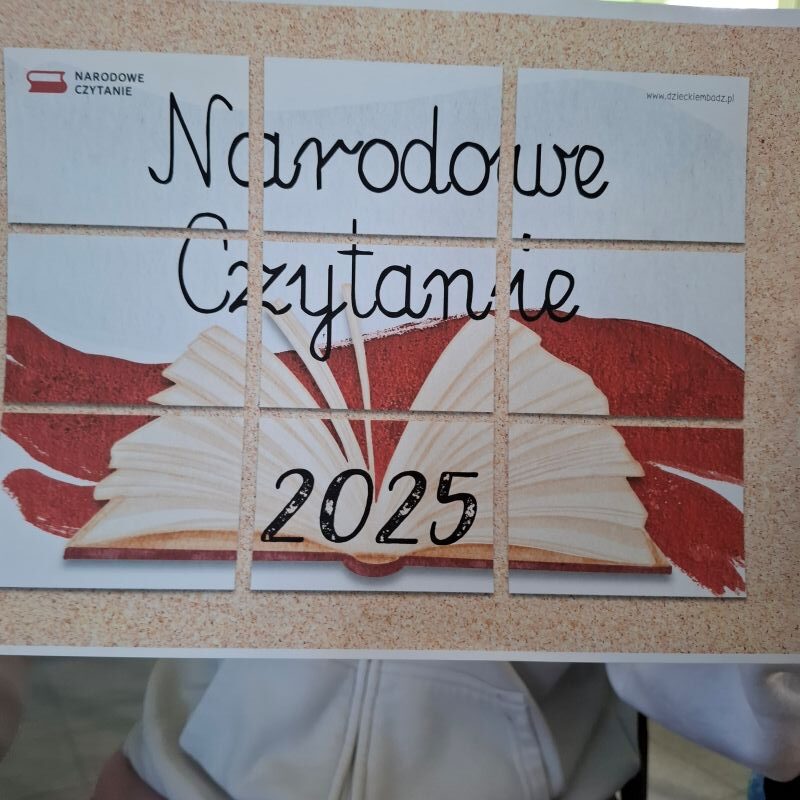 NARODOWE
CZYTANIE
www.dzieckiembadz.pl
Narodowe
Czytanie
2025